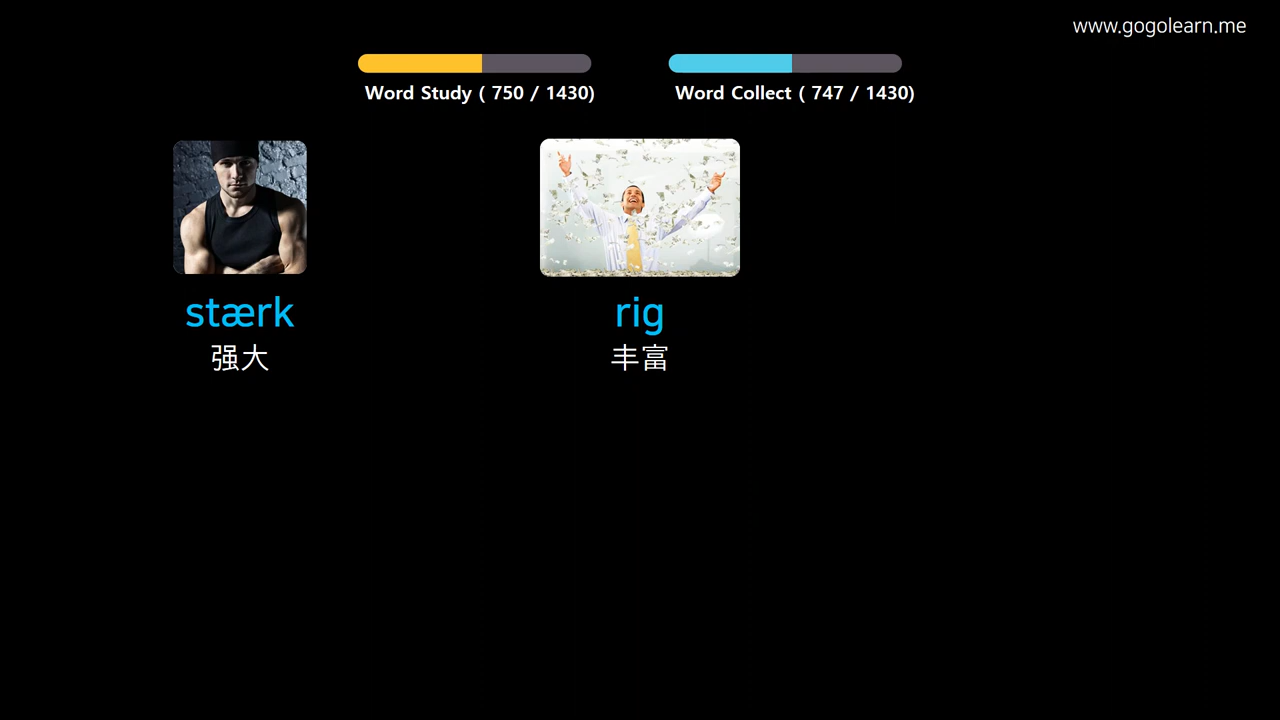 www.gogolearn.me
Word Study ( 750 / 1430)
Word Collect ( 747 / 1430)
stærk
强大
rig
丰富